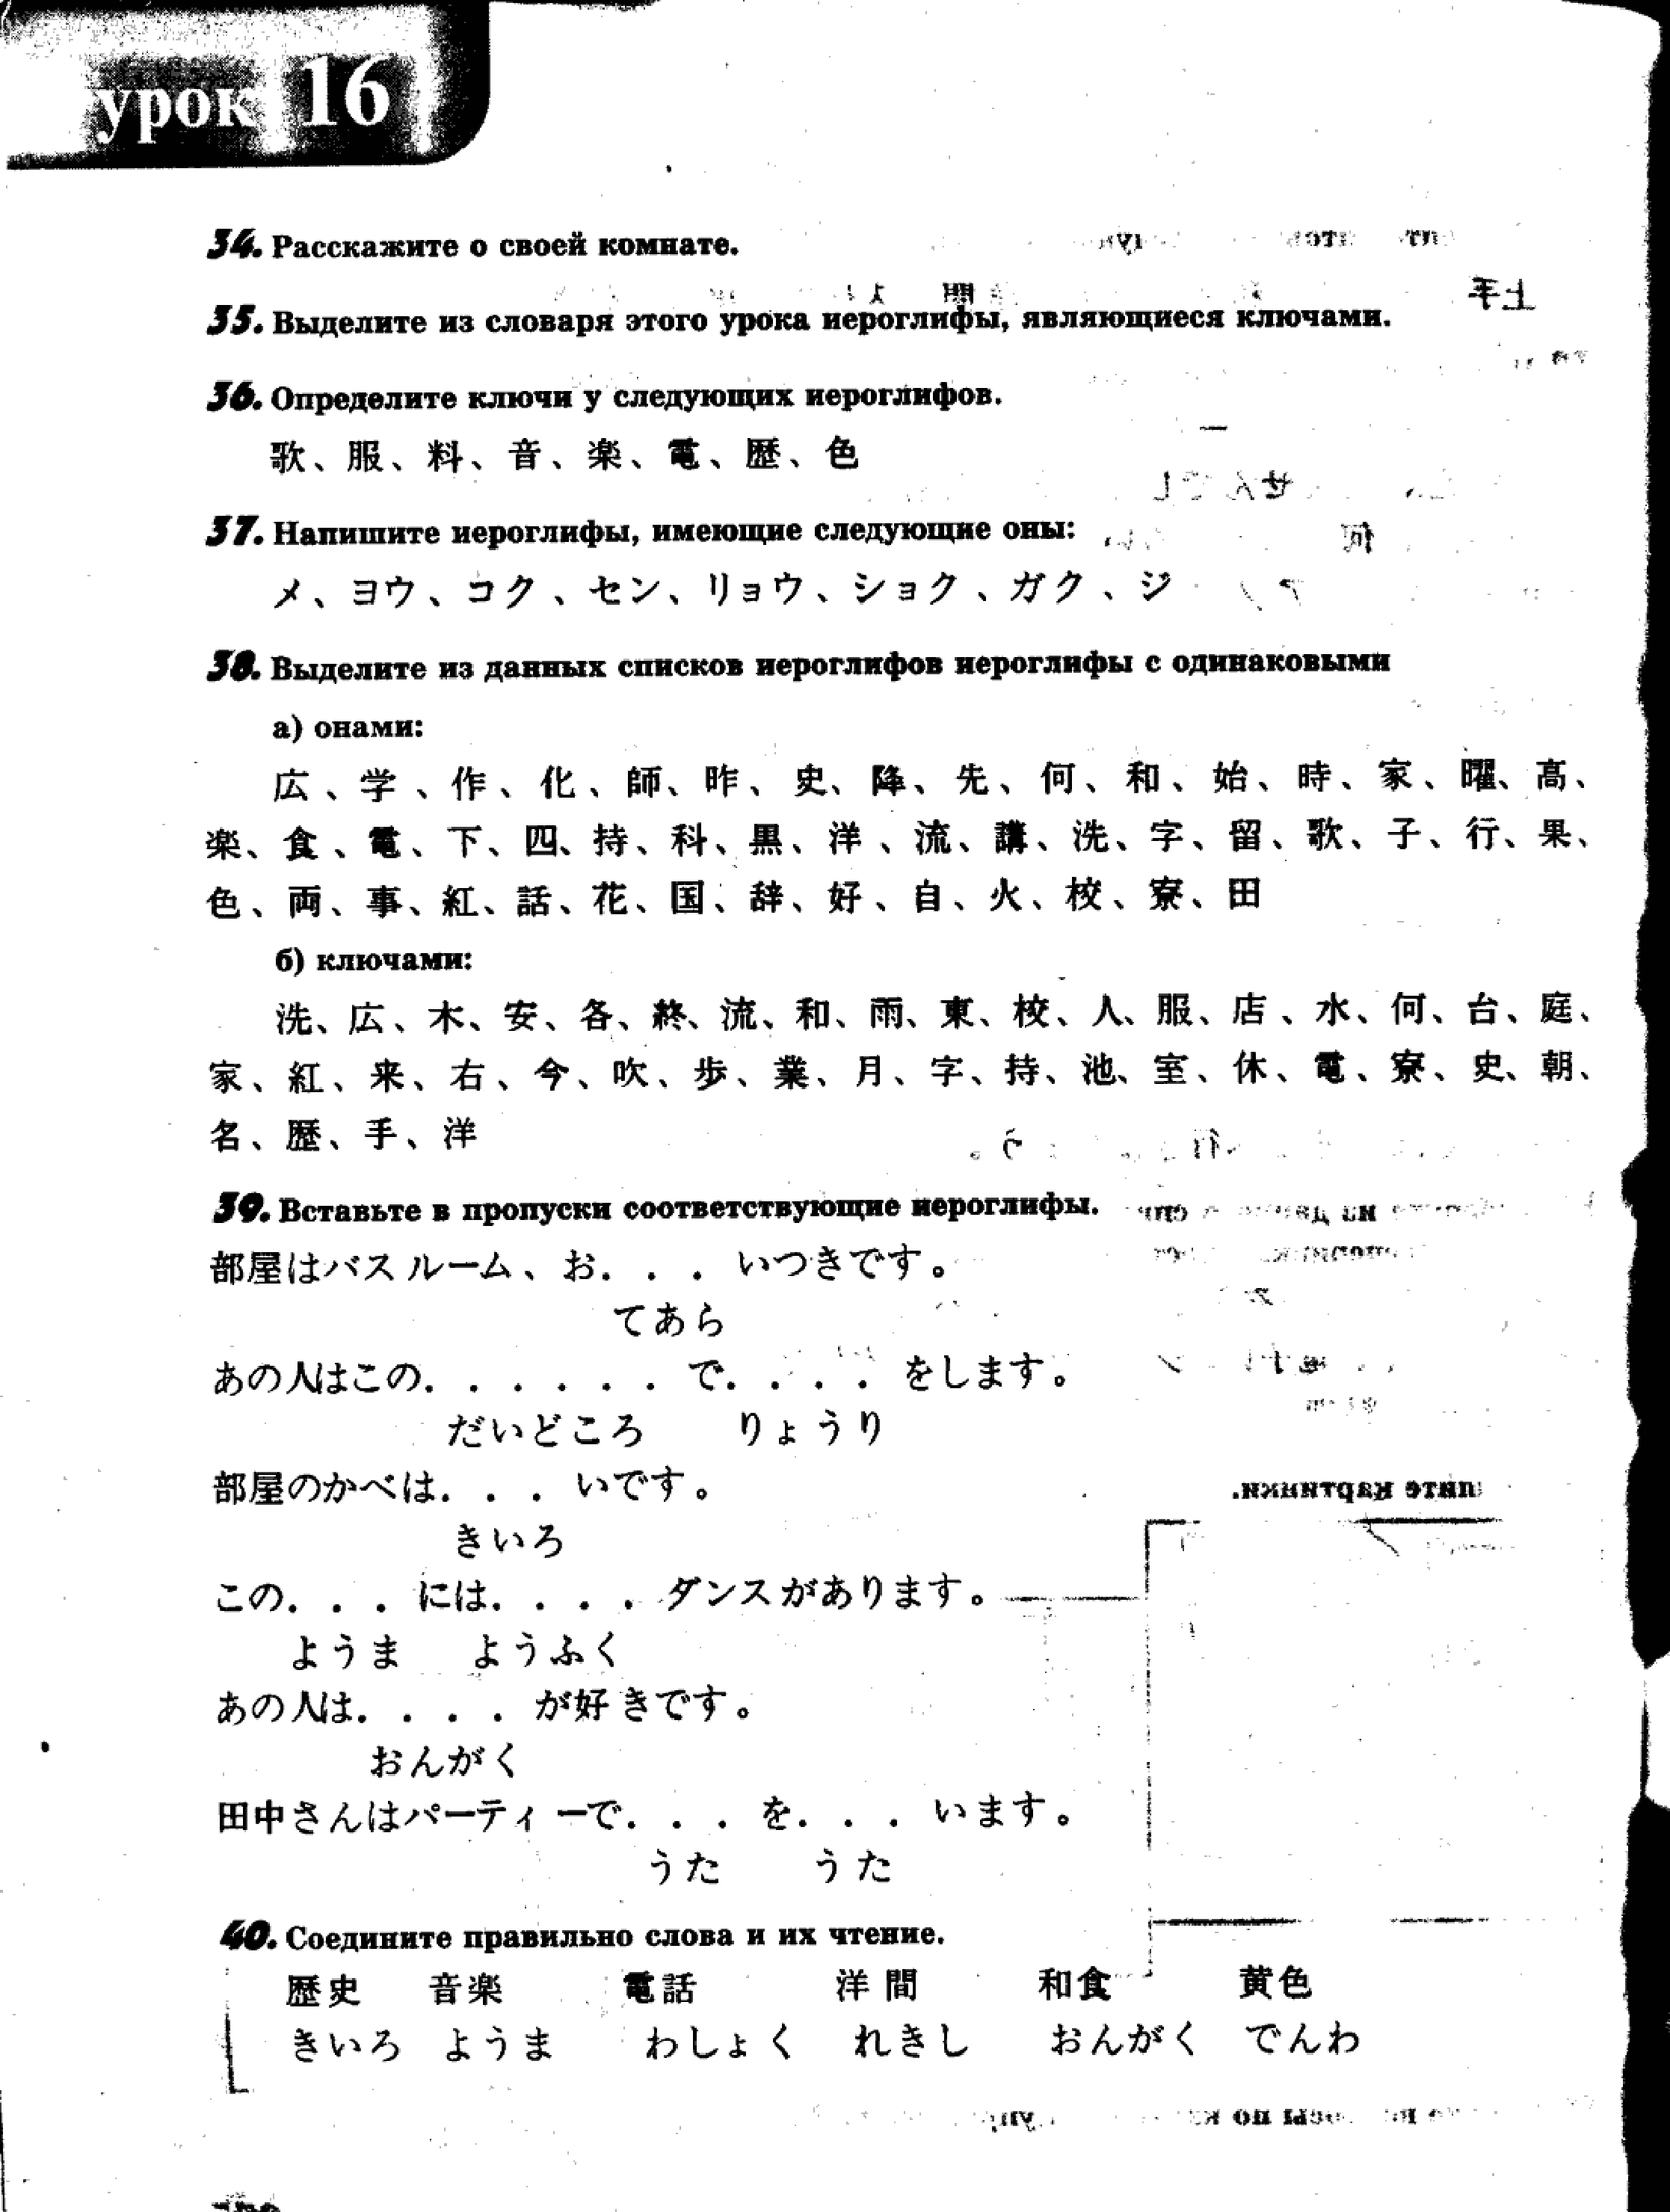 урок 16
34. Расскажите о своей комнате.
35. Выделите из словаря этого урока иероглифы, являющиеся ключами.
36. Определите ключи у следующих иероглифов.
歌、服、料、音、楽、電、歴、色
37. Напишите иероглифы, имеющие следующие оны:
メ、ヨウ、コク、セン、リョウ、ショク、ガク、ジ
38. Выделите из данных списков иероглифов иероглифы с одинаковыми
а) онами:
広、学、作、化、師、昨、史、降、先、何、和、始、時、家、曜、高、
楽、食、電、下、四、持、科、黒、洋、流、講、洗、字、留、歌、子、行、果、
色、両、事、紅、話、花、国、辞、好、自、火、校、寮、田
б) ключами:
洗、広、木、安、各、終、流、和、雨、東、校、人、服、店、水、何、台、庭、
家、紅、来、右、今、吹、歩、業、月、字、持、池、室、休、電、寮、史、朝、
名、歴、手、洋
39. Вставьте в пропуски соответствующие иероглифы.
部屋はバスルーム、お. . . いつきです。
てあら
あの人はこの. . . . . . で. . . . をします。
だいどころ りょうり
部屋のかべは. . . いです。
きいろ
この. . . には. . . . ダンスがあります。
ようま ようふく
あの人は. . . . が好きです。
おんがく
田中さんはパーティーで. . . を. . . います。
うた うた
40. Соедините правильно слова и их чтение.
歴史 音楽 電話 洋間 和食 黄色
きいろ ようま わしょく れきし おんがく でんわ